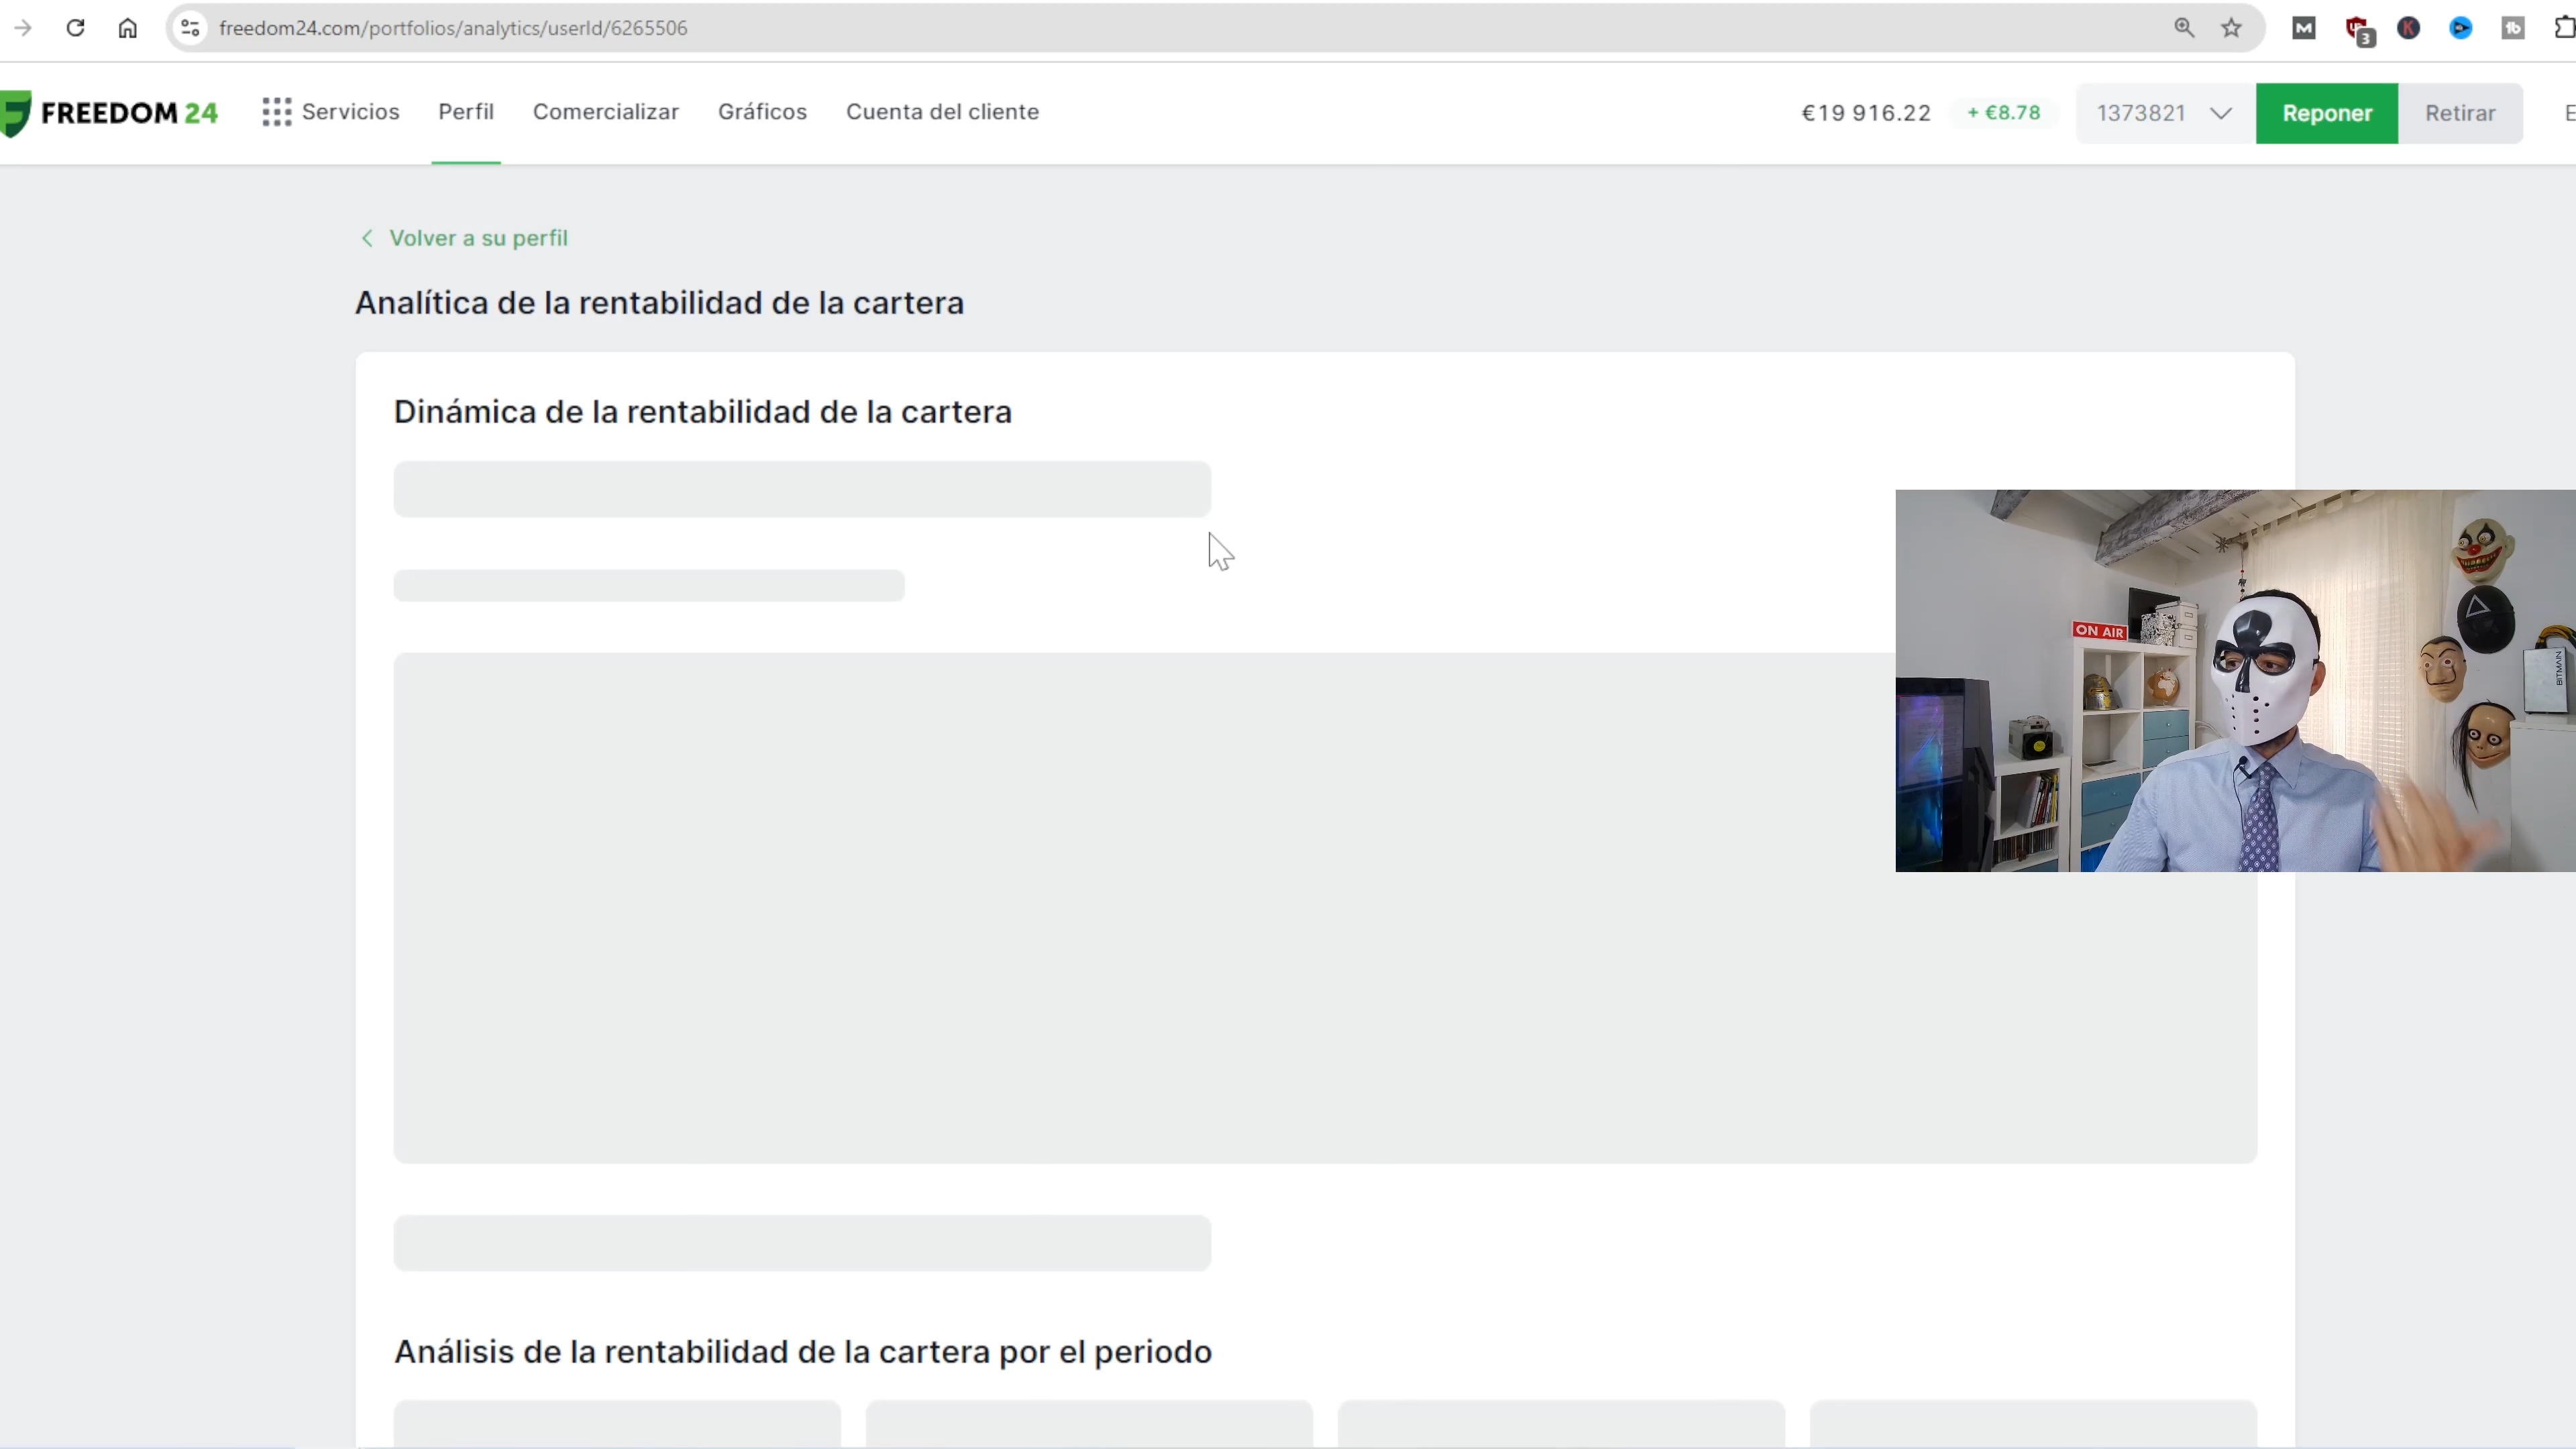 freedom24.com/portfolios/analytics/userId/6265506
3
FREEDOM 24
Servicios
Perfil
Comercializar
Gráficos
Cuenta del cliente
€19 916.22
+ €8.78
1373821
Reponer
Retirar
E
Volver a su perfil
Analítica de la rentabilidad de la cartera
Dinámica de la rentabilidad de la cartera
ON AIR
BITMAIN
Análisis de la rentabilidad de la cartera por el periodo